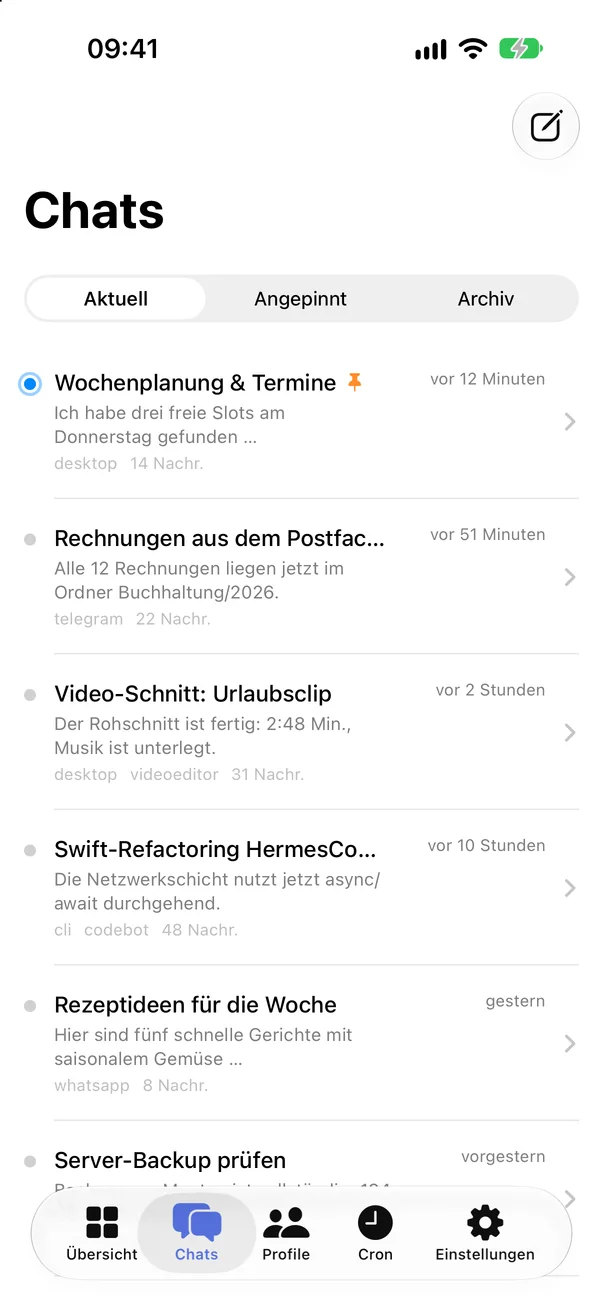 09:41
Chats
Aktuell
Angepinnt
Archiv
Wochenplanung & Termine
vor 12 Minuten
Ich habe drei freie Slots am
Donnerstag gefunden ...
desktop 14 Nachr.
Rechnungen aus dem Postfac...
vor 51 Minuten
Alle 12 Rechnungen liegen jetzt im
Ordner Buchhaltung/2026.
telegram 22 Nachr.
Video-Schnitt: Urlaubsclip
vor 2 Stunden
Der Rohschnitt ist fertig: 2:48 Min.,
Musik ist unterlegt.
desktop videoeditor 31 Nachr.
Swift-Refactoring HermesCo...
vor 10 Stunden
Die Netzwerkschicht nutzt jetzt async/
await durchgehend.
cli codebot 48 Nachr.
Rezeptideen für die Woche
gestern
Hier sind fünf schnelle Gerichte mit
saisonalem Gemüse ...
whatsapp 8 Nachr.
Server-Backup prüfen
vorgestern
Übersicht
Chats
Profile
Cron
Einstellungen